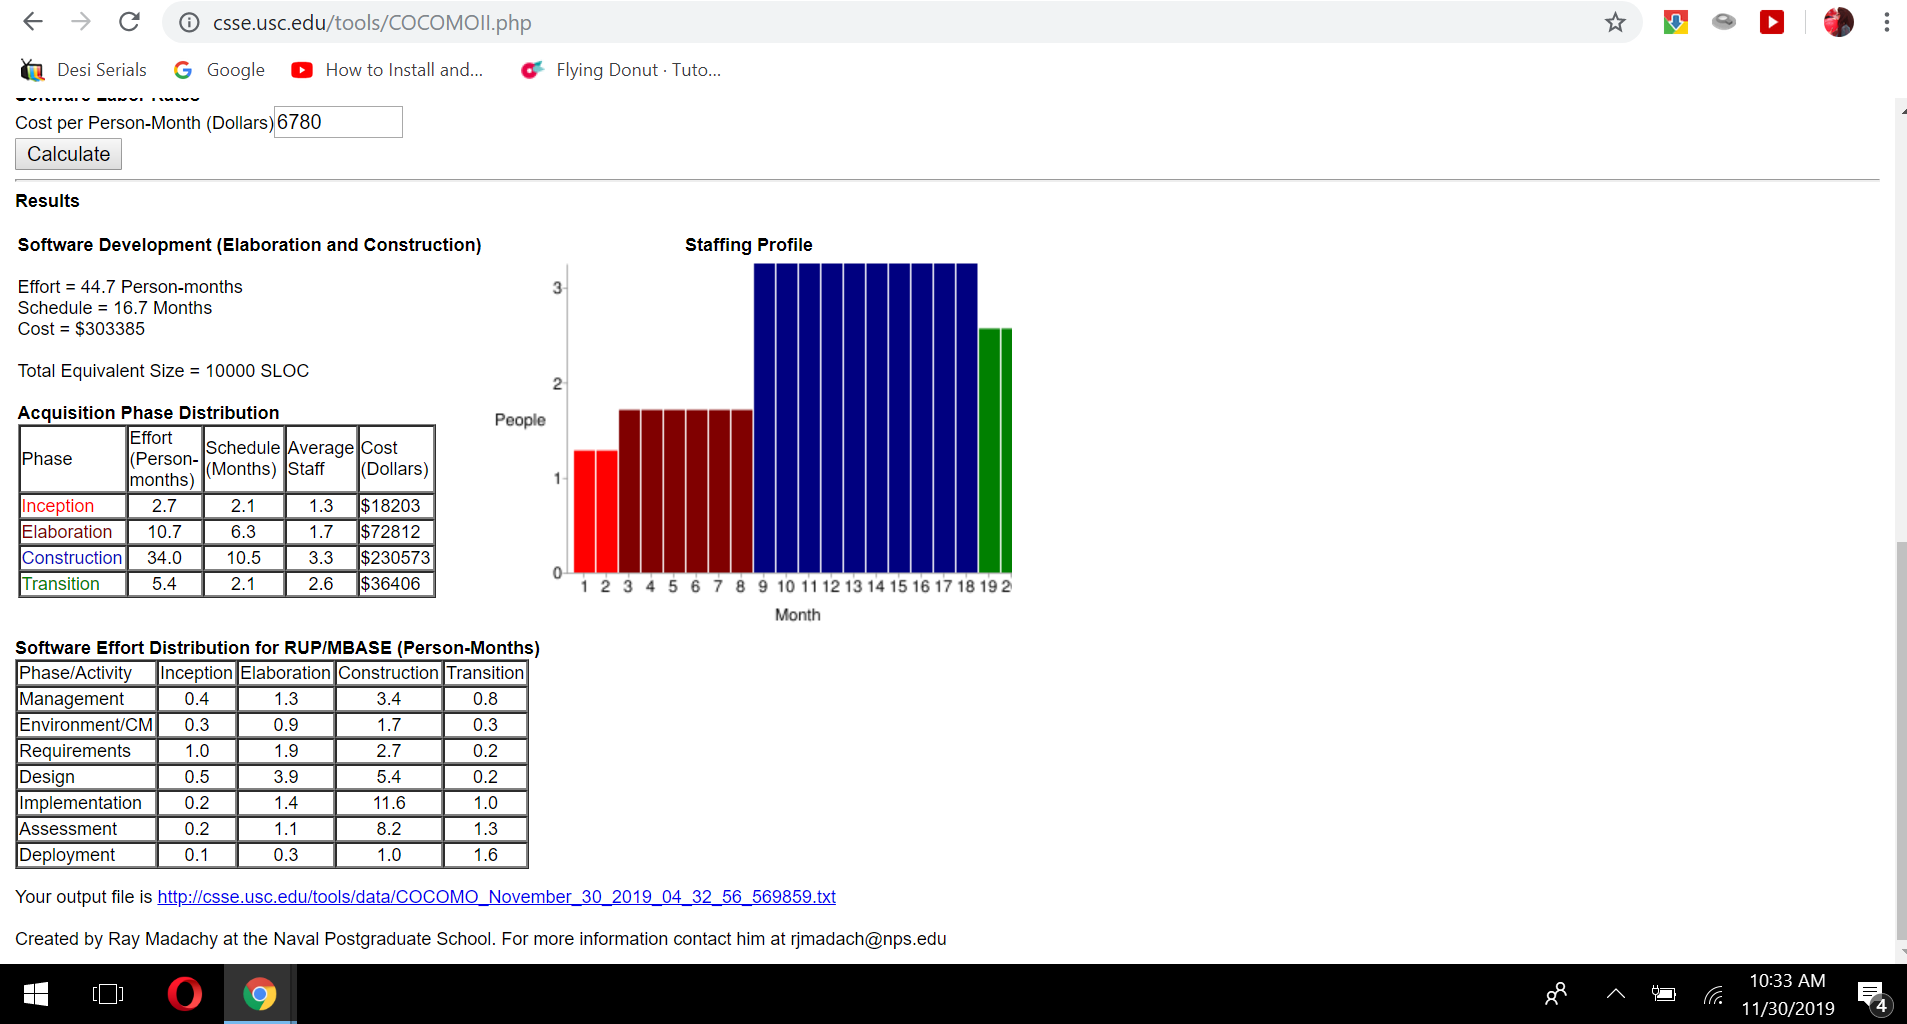 csse.usc.edu/tools/COCOMOII.php
Desi Serials Google How to Install and... Flying Donut · Tuto...
Software Labor Rates
Cost per Person-Month (Dollars) 6780
Calculate
Results
Software Development (Elaboration and Construction)
Effort = 44.7 Person-months
Schedule = 16.7 Months
Cost = $303385
Total Equivalent Size = 10000 SLOC
Acquisition Phase Distribution
Phase Effort (Person-months) Schedule (Months) Average Staff Cost (Dollars)
Inception 2.7 2.1 1.3 $18203
Elaboration 10.7 6.3 1.7 $72812
Construction 34.0 10.5 3.3 $230573
Transition 5.4 2.1 2.6 $36406
Staffing Profile
3
2
People
1
0
1 2 3 4 5 6 7 8 9 10 11 12 13 14 15 16 17 18 19 2
Month
Software Effort Distribution for RUP/MBASE (Person-Months)
Phase/Activity Inception Elaboration Construction Transition
Management 0.4 1.3 3.4 0.8
Environment/CM 0.3 0.9 1.7 0.3
Requirements 1.0 1.9 2.7 0.2
Design 0.5 3.9 5.4 0.2
Implementation 0.2 1.4 11.6 1.0
Assessment 0.2 1.1 8.2 1.3
Deployment 0.1 0.3 1.0 1.6
Your output file is http://csse.usc.edu/tools/data/COCOMO_November_30_2019_04_32_56_569859.txt
Created by Ray Madachy at the Naval Postgraduate School. For more information contact him at rjmadach@nps.edu
10:33 AM
11/30/2019
4